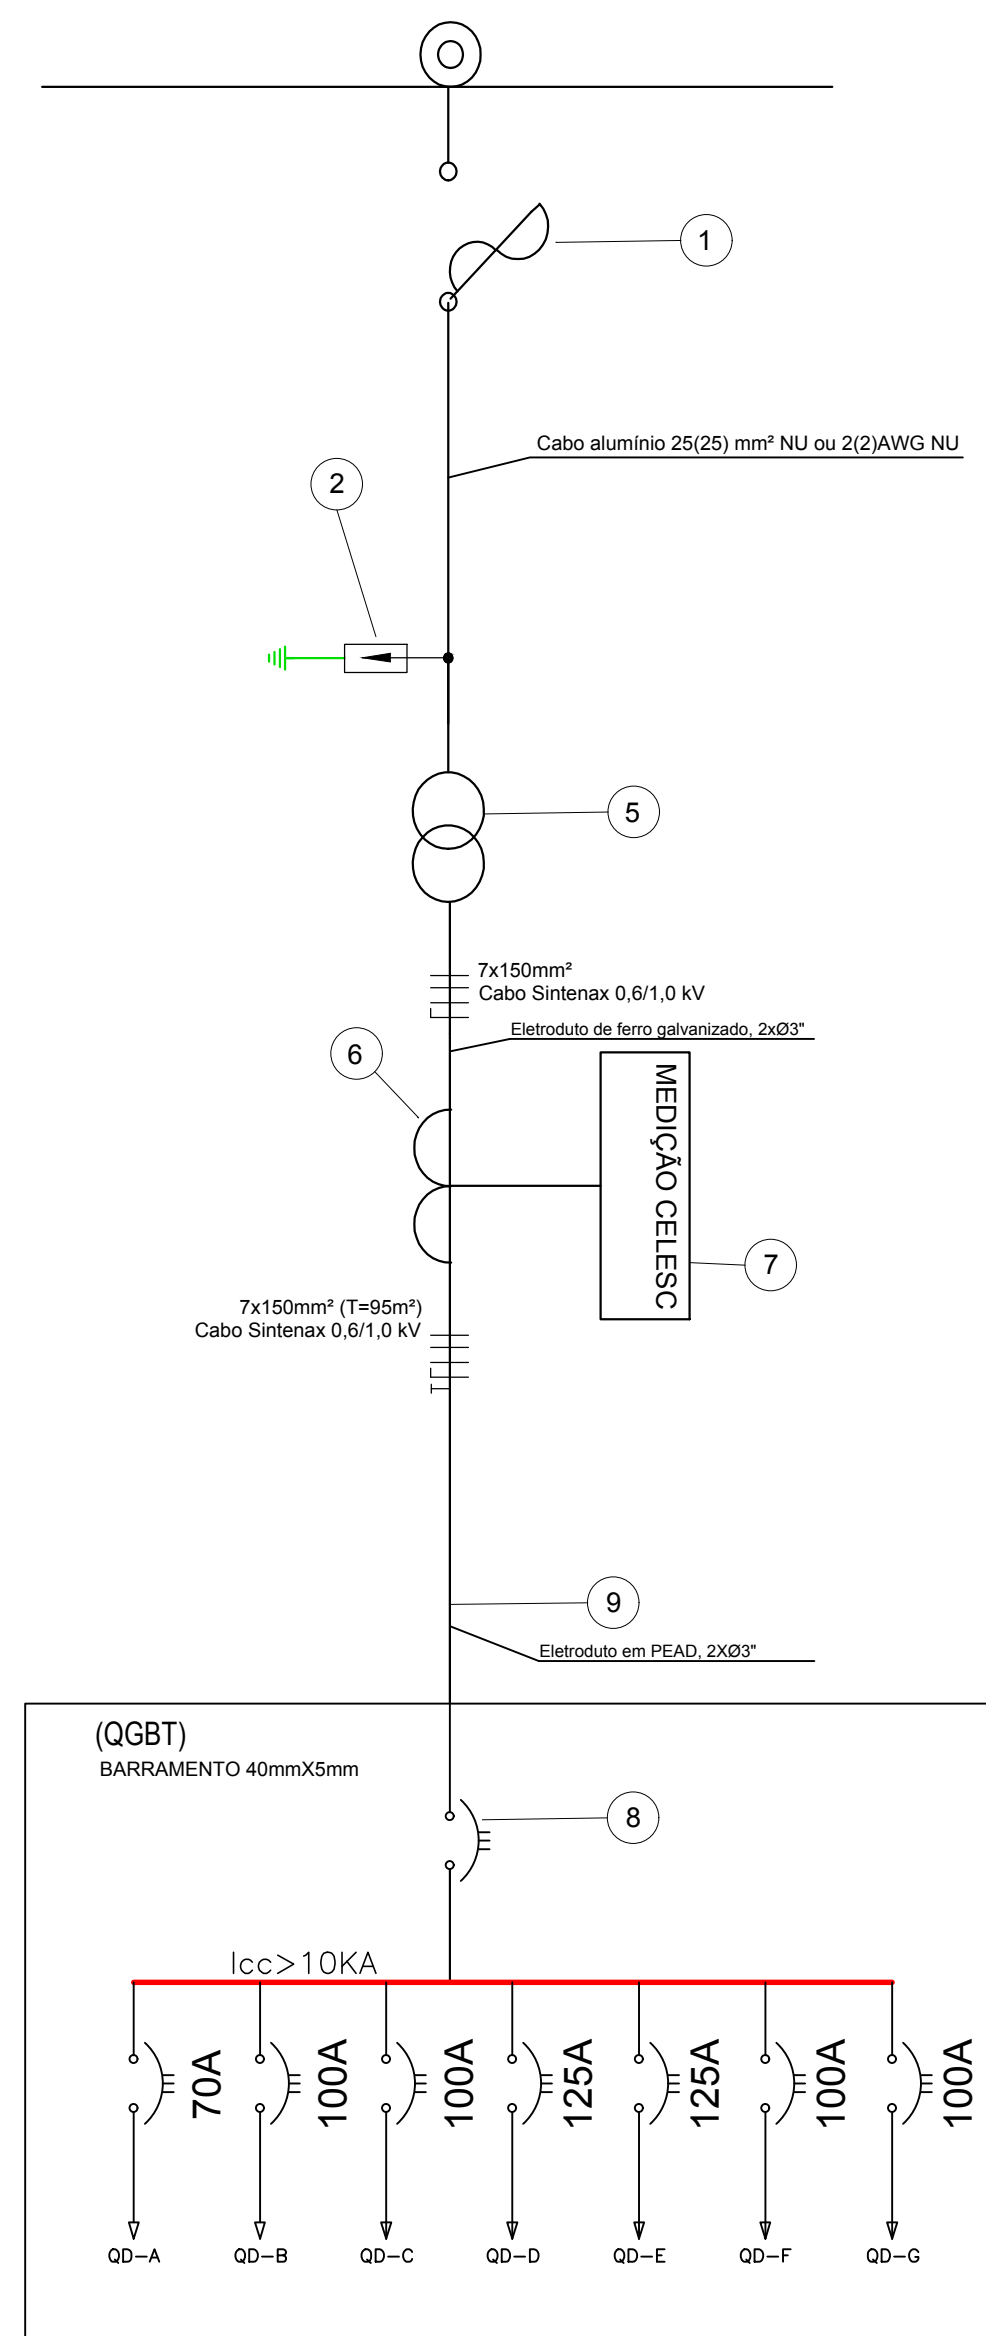 1
Cabo alumínio 25(25) mm² NU ou 2(2)AWG NU
2
5
7x150mm²
Cabo Sintenax 0,6/1,0 kV
Eletroduto de ferro galvanizado, 2xØ3"
6
MEDIÇÃO CELESC
7
7x150mm² (T=95m²)
Cabo Sintenax 0,6/1,0 kV
9
Eletroduto em PEAD, 2XØ3"
(QGBT)
BARRAMENTO 40mmX5mm
8
Icc>10KA
70A
100A
100A
125A
125A
100A
100A
QD-A
QD-B
QD-C
QD-D
QD-E
QD-F
QD-G